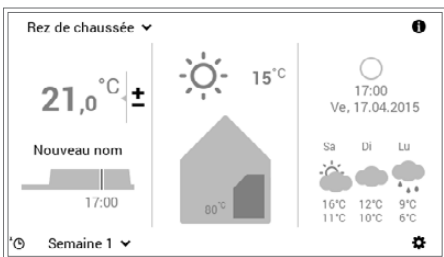 Rez de chaussée
21,0 °C ±
Nouveau nom
17:00
Semaine 1
15°C
80°C
17:00
Ve, 17.04.2015
Sa Di Lu
16°C 12°C 9°C
11°C 10°C 6°C